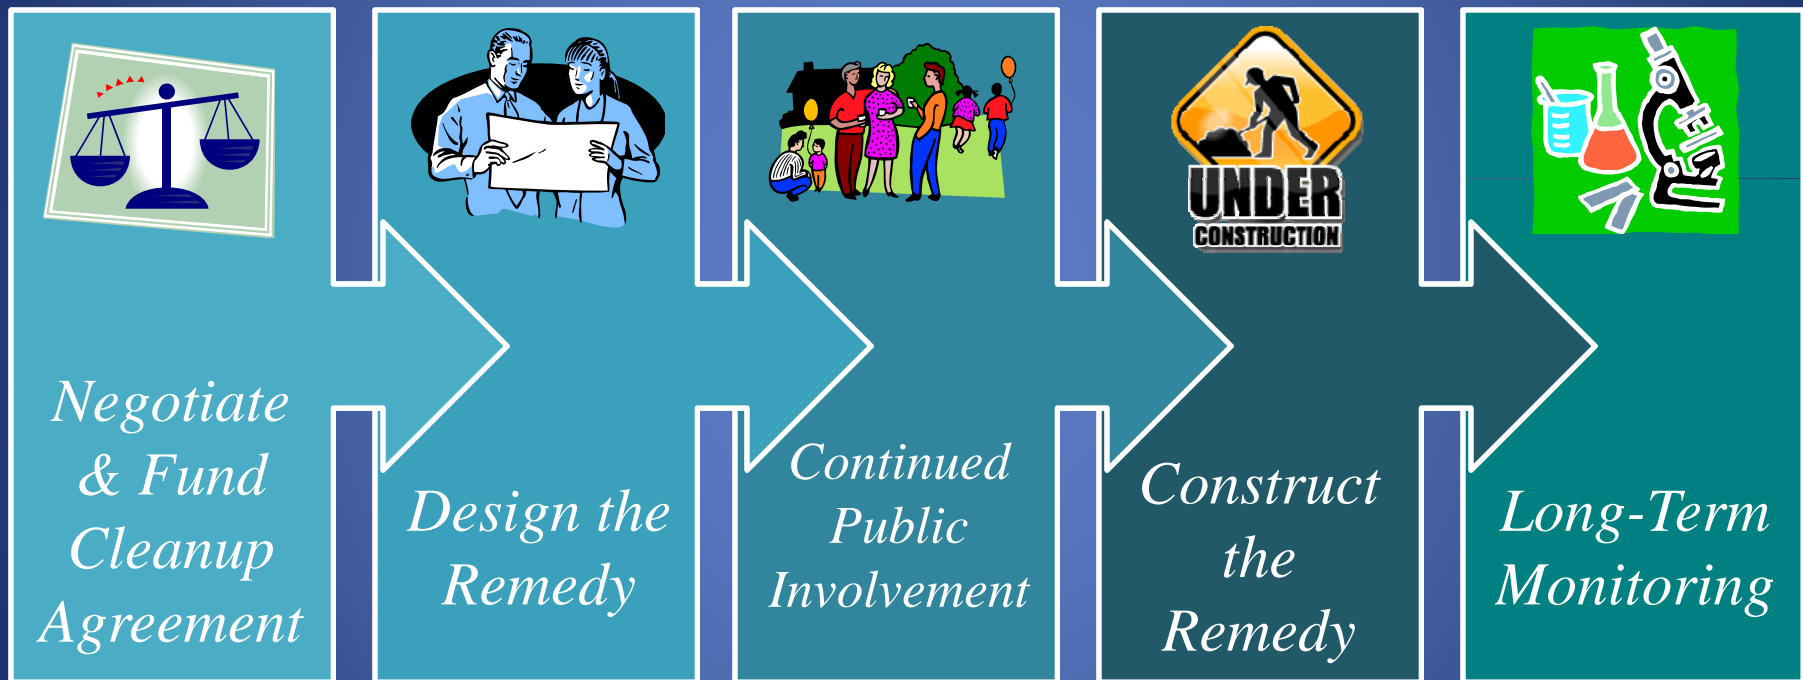 Negotiate
& Fund
Cleanup
Agreement
Design the
Remedy
Continued
Public
Involvement
UNDER
CONSTRUCTION
Construct
the
Remedy
Long-Term
Monitoring